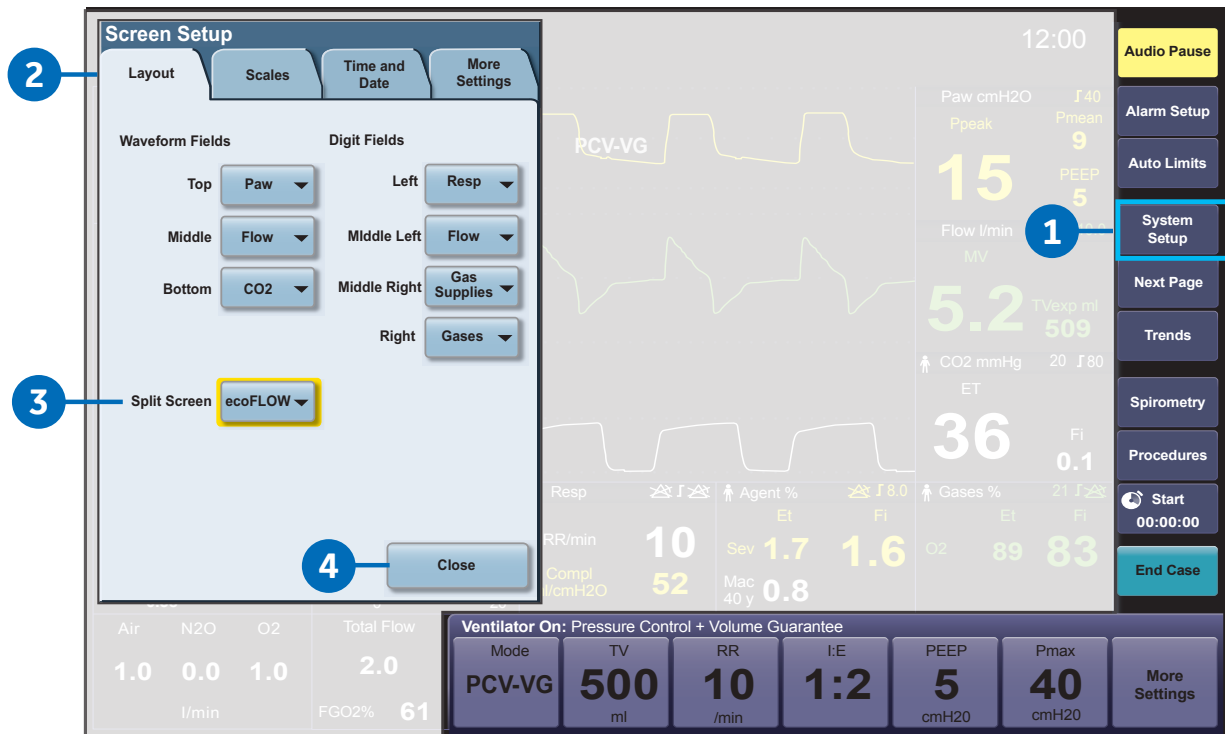 Screen Setup
Layout
Scales
Time and
Date
More
Settings
2
Waveform Fields
Digit Fields
Top
Paw
Left
Resp
Middle
Flow
MIddle Left
Flow
Bottom
CO2
Middle Right
Gas
Supplies
Right
Gases
3
Split Screen
ecoFLOW
4
Close
12:00
PCV-VG
Paw cmH2O
40
Ppeak
Pmean
15
9
PEEP
5
Flow l/min
MV
5.2
TVexp ml
509
CO2 mmHg
20 80
ET
36
Fi
0.1
Resp
RR/min
10
Compl
52
Agent %
8.0
Et
Fi
Sev 1.7
1.6
Mac
40 y
0.8
Gases %
21
Et
Fi
O2
89
83
Air
N2O
O2
1.0
0.0
1.0
l/min
Total Flow
2.0
FGO2% 61
Ventilator On: Pressure Control + Volume Guarantee
Mode
PCV-VG
TV
500
ml
RR
10
/min
I:E
1:2
PEEP
5
cmH20
Pmax
40
cmH20
More
Settings
Audio Pause
Alarm Setup
Auto Limits
1
System
Setup
Next Page
Trends
Spirometry
Procedures
Start
00:00:00
End Case